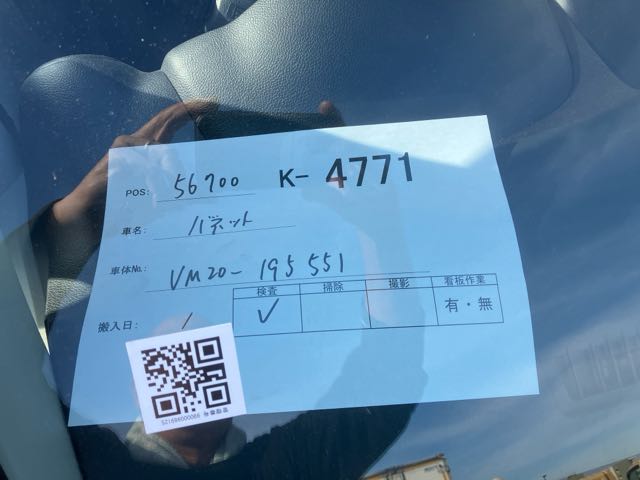 POS: 56700 K-4771
車名: バネット
車体No.: VM20-195551
検査 掃除 撮影 看板作業
搬入日: / ✓ 有・無